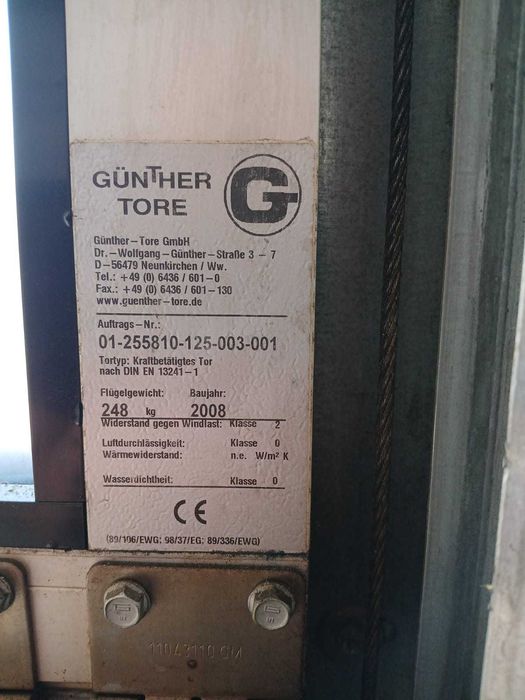 GÜNTHER
TORE
G
Günther-Tore GmbH
Dr.-Wolfgang-Günther-Straße 3 - 7
D-56479 Neunkirchen / Ww.
Tel.: +49 (0) 6436 / 601-0
Fax.: +49 (0) 6436 / 601-130
www.guenther-tore.de
Auftrags-Nr.:
01-255810-125-003-001
Tortyp: Kraftbetätigtes Tor
nach DIN EN 13241-1
Flügelgewicht: Baujahr:
248 kg 2008
Widerstand gegen Windlast: Klasse 2
Luftdurchlässigkeit: Klasse 0
Wärmewiderstand: n.e. W/m² K
Wasserdichtheit: Klasse 0
CE
(89/106/EWG; 98/37/EG; 89/336/EWG)